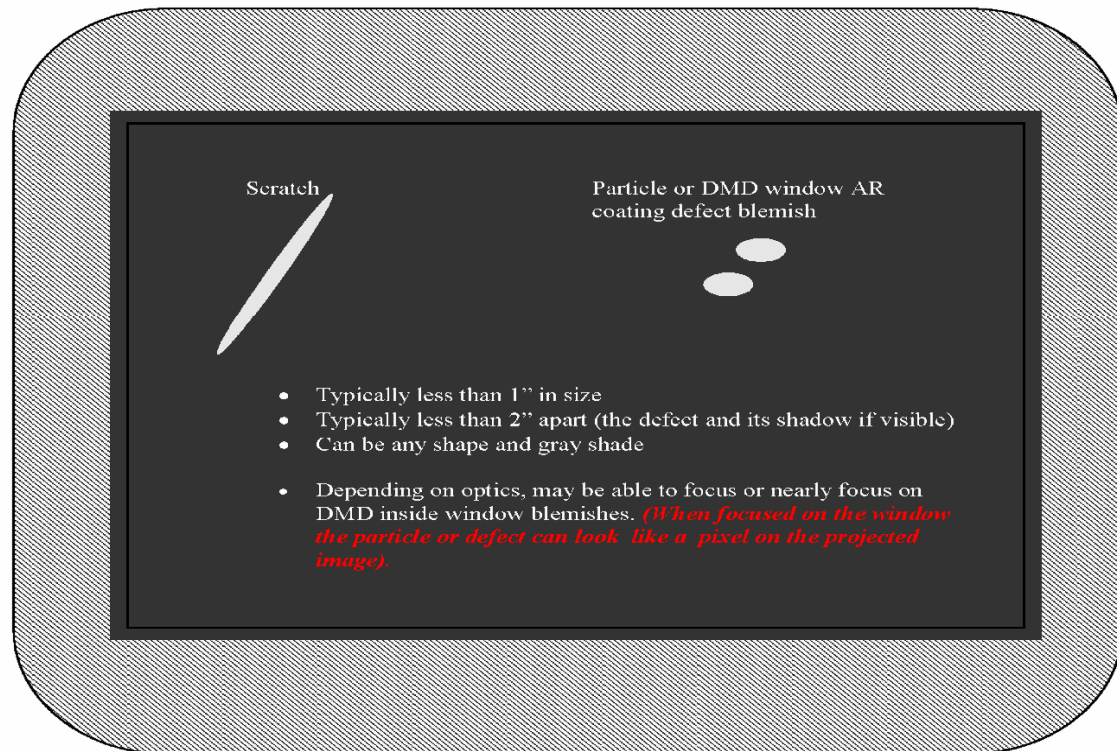 Scratch
Particle or DMD window AR
coating defect blemish
• Typically less than 1” in size
• Typically less than 2” apart (the defect and its shadow if visible)
• Can be any shape and gray shade
• Depending on optics, may be able to focus or nearly focus on
DMD inside window blemishes. (When focused on the window
the particle or defect can look like a pixel on the projected
image).